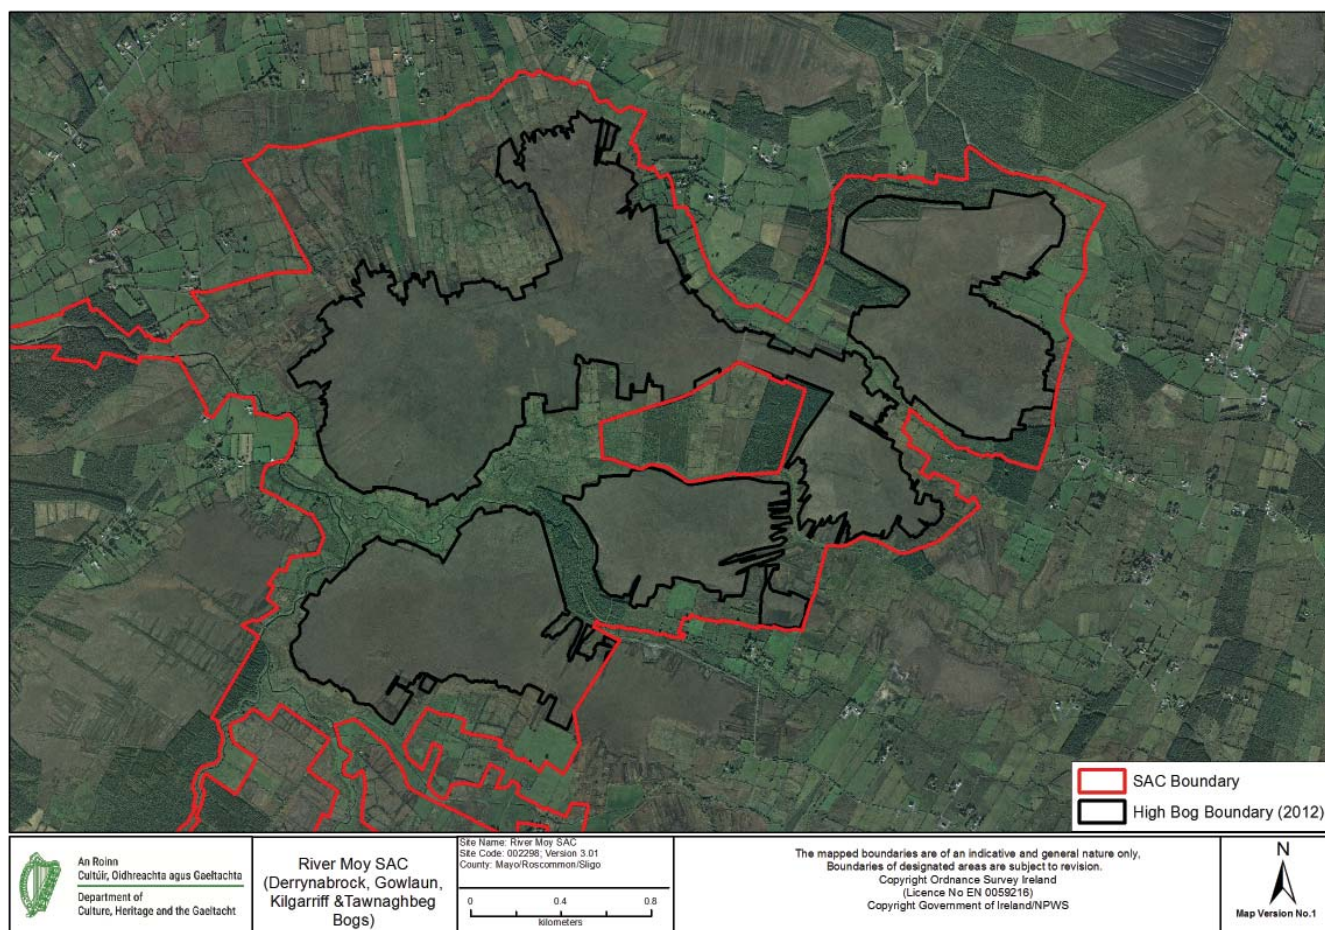 SAC Boundary
High Bog Boundary (2012)
An Roinn
Cultúir, Oidhreachta agus Gaeltachta
Department of
Culture, Heritage and the Gaeltacht
River Moy SAC
(Derrynabrock, Gowlaun,
Kilgarriff &Tawnaghbeg
Bogs)
Site Name: River Moy SAC
Site Code: 002298; Version 3.01
County: Mayo/Roscommon/Sligo
0 0.4 0.8
kilometers
The mapped boundaries are of an indicative and general nature only,
Boundaries of designated areas are subject to revision.
Copyright Ordnance Survey Ireland
(Licence No EN 0059216)
Copyright Government of Ireland/NPWS
N
Map Version No.1